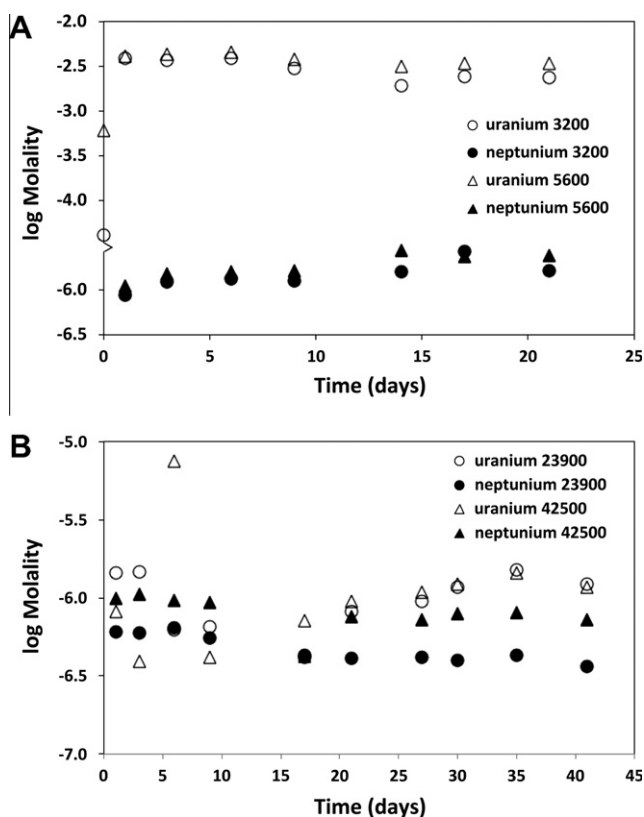 A
-2.0
-2.5
-3.0
-3.5
-4.0
-6.0
-6.5
log Molality
0
5
10
15
20
25
Time (days)
uranium 3200
neptunium 3200
uranium 5600
neptunium 5600
B
-5.0
-5.5
-6.0
-6.5
-7.0
log Molality
0
5
10
15
20
25
30
35
40
45
Time (days)
uranium 23900
neptunium 23900
uranium 42500
neptunium 42500